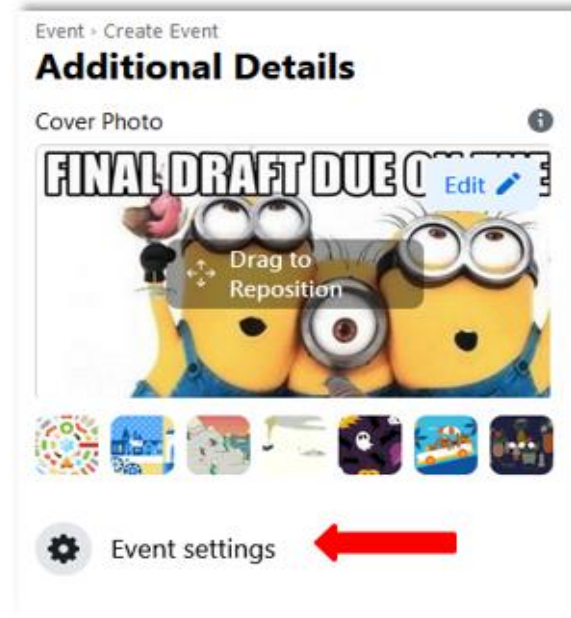 Event › Create Event
Additional Details
Cover Photo
FINAL DRAFT DUE
Edit
Drag to
Reposition
Event settings